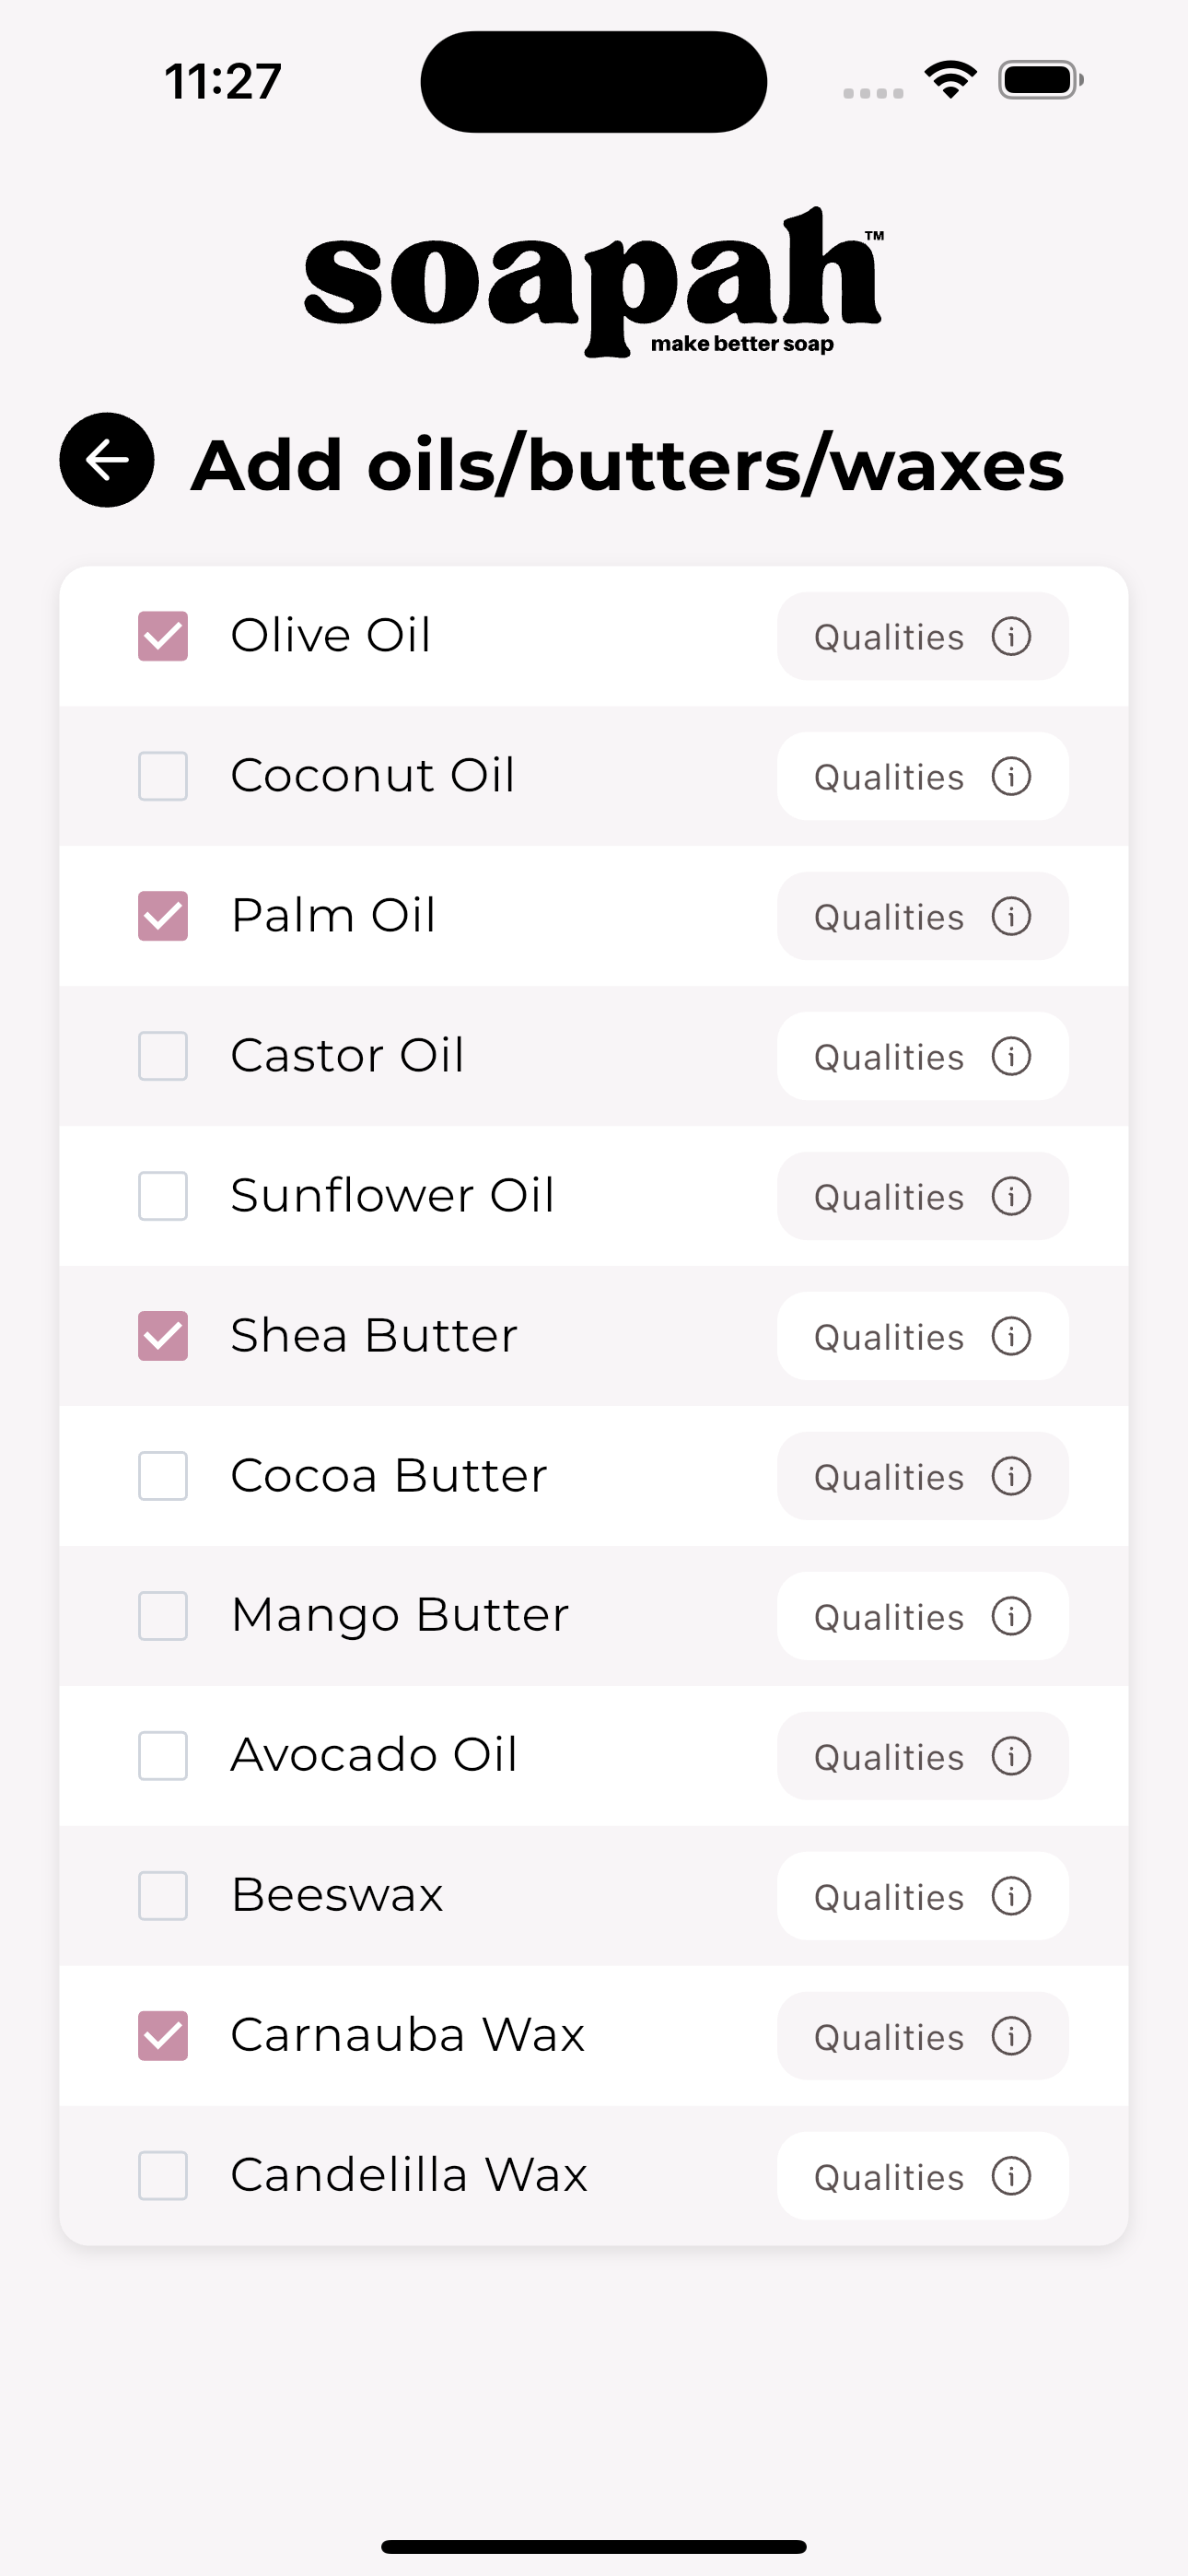 11:27
soapah™
make better soap
Add oils/butters/waxes
Olive Oil Qualities
Coconut Oil Qualities
Palm Oil Qualities
Castor Oil Qualities
Sunflower Oil Qualities
Shea Butter Qualities
Cocoa Butter Qualities
Mango Butter Qualities
Avocado Oil Qualities
Beeswax Qualities
Carnauba Wax Qualities
Candelilla Wax Qualities